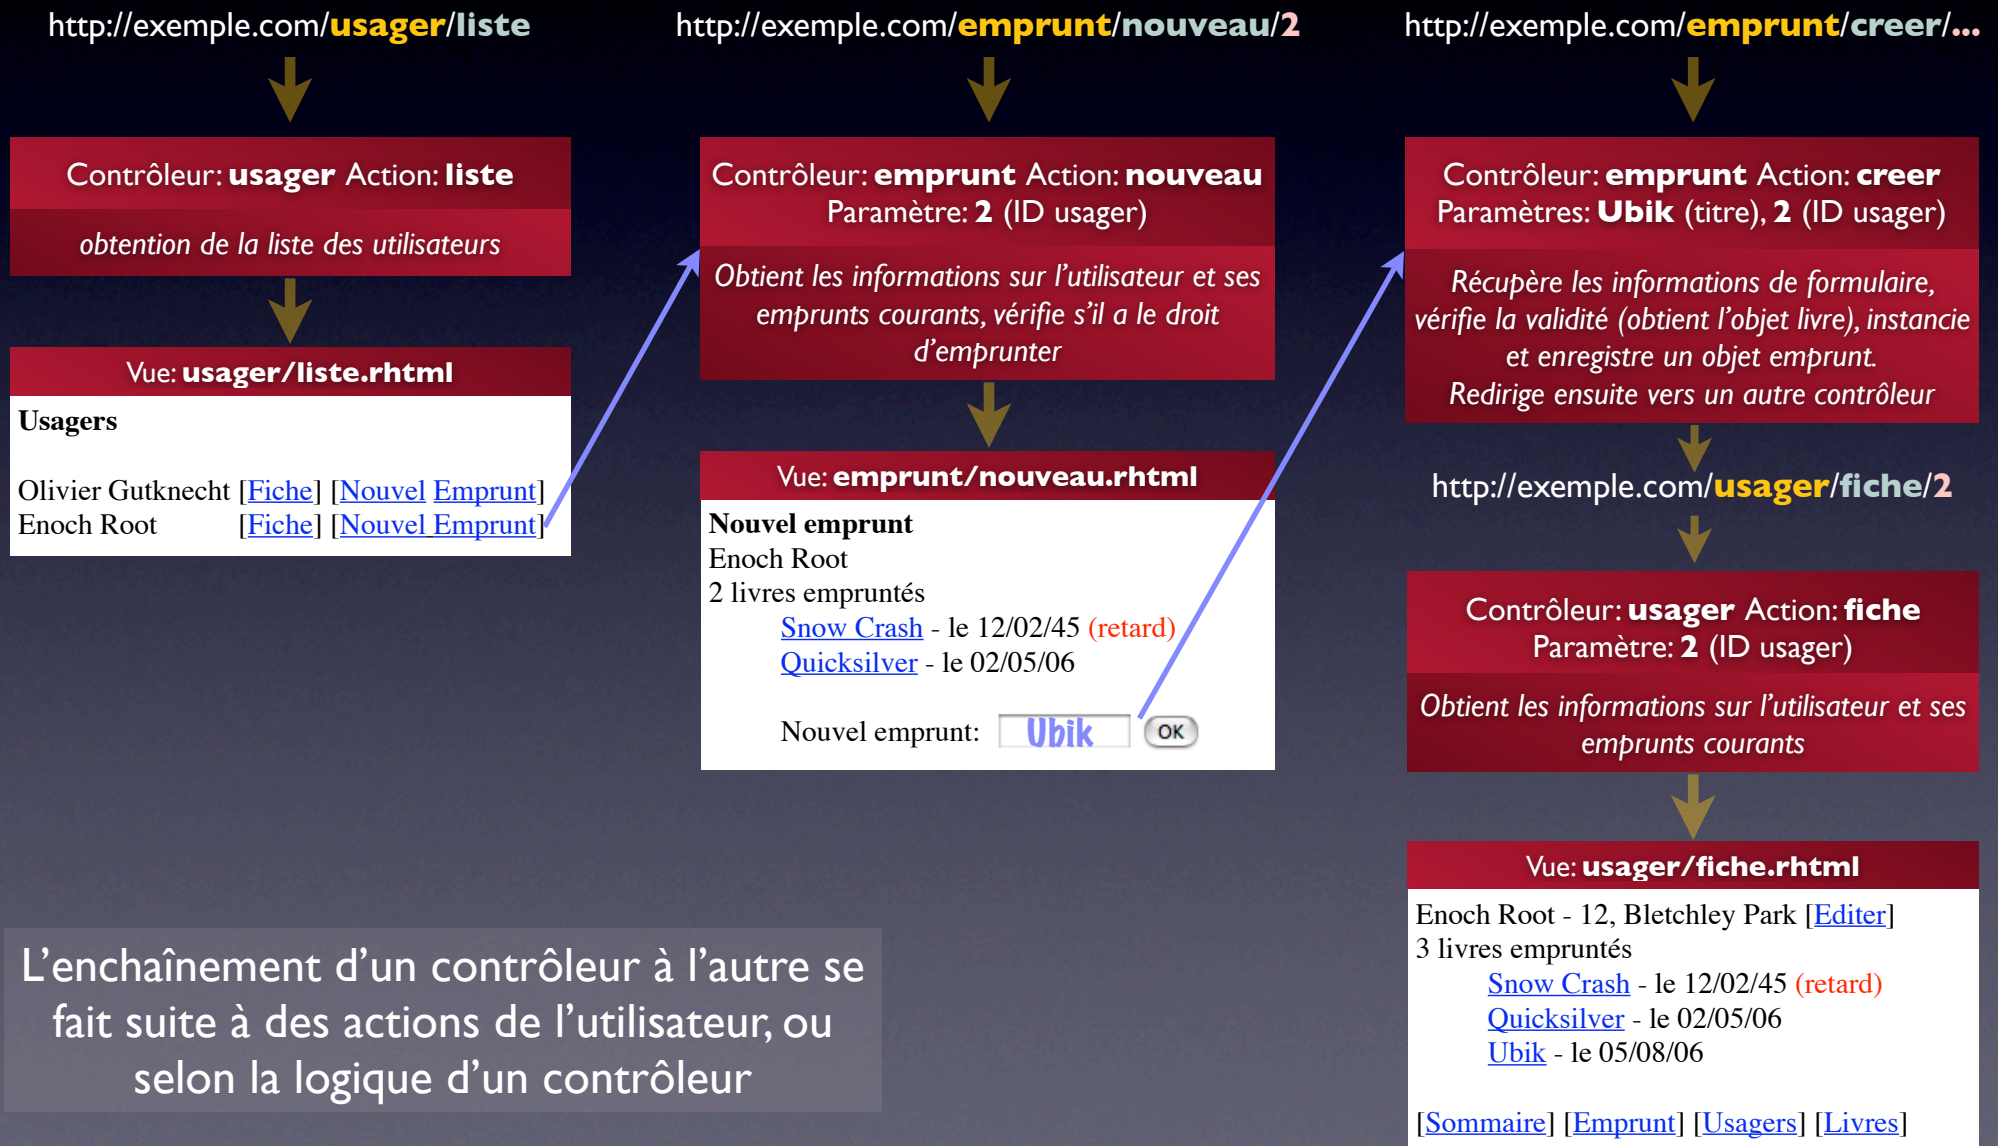 http://exemple.com/usager/liste
Contrôleur: usager Action: liste
obtention de la liste des utilisateurs
Vue: usager/liste.rhtml
Usagers
Olivier Gutknecht [Fiche] [Nouvel Emprunt]
Enoch Root [Fiche] [Nouvel Emprunt]
http://exemple.com/emprunt/nouveau/2
Contrôleur: emprunt Action: nouveau
Paramètre: 2 (ID usager)
Obtient les informations sur l’utilisateur et ses
emprunts courants, vérifie s’il a le droit
d’emprunter
Vue: emprunt/nouveau.rhtml
Nouvel emprunt
Enoch Root
2 livres empruntés
Snow Crash - le 12/02/45 (retard)
Quicksilver - le 02/05/06
Nouvel emprunt: Ubik OK
http://exemple.com/emprunt/creer/...
Contrôleur: emprunt Action: creer
Paramètres: Ubik (titre), 2 (ID usager)
Récupère les informations de formulaire,
vérifie la validité (obtient l’objet livre), instancie
et enregistre un objet emprunt.
Redirige ensuite vers un autre contrôleur
http://exemple.com/usager/fiche/2
Contrôleur: usager Action: fiche
Paramètre: 2 (ID usager)
Obtient les informations sur l’utilisateur et ses
emprunts courants
Vue: usager/fiche.rhtml
Enoch Root - 12, Bletchley Park [Editer]
3 livres empruntés
Snow Crash - le 12/02/45 (retard)
Quicksilver - le 02/05/06
Ubik - le 05/08/06
[Sommaire] [Emprunt] [Usagers] [Livres]
L’enchaînement d’un contrôleur à l’autre se
fait suite à des actions de l’utilisateur, ou
selon la logique d’un contrôleur